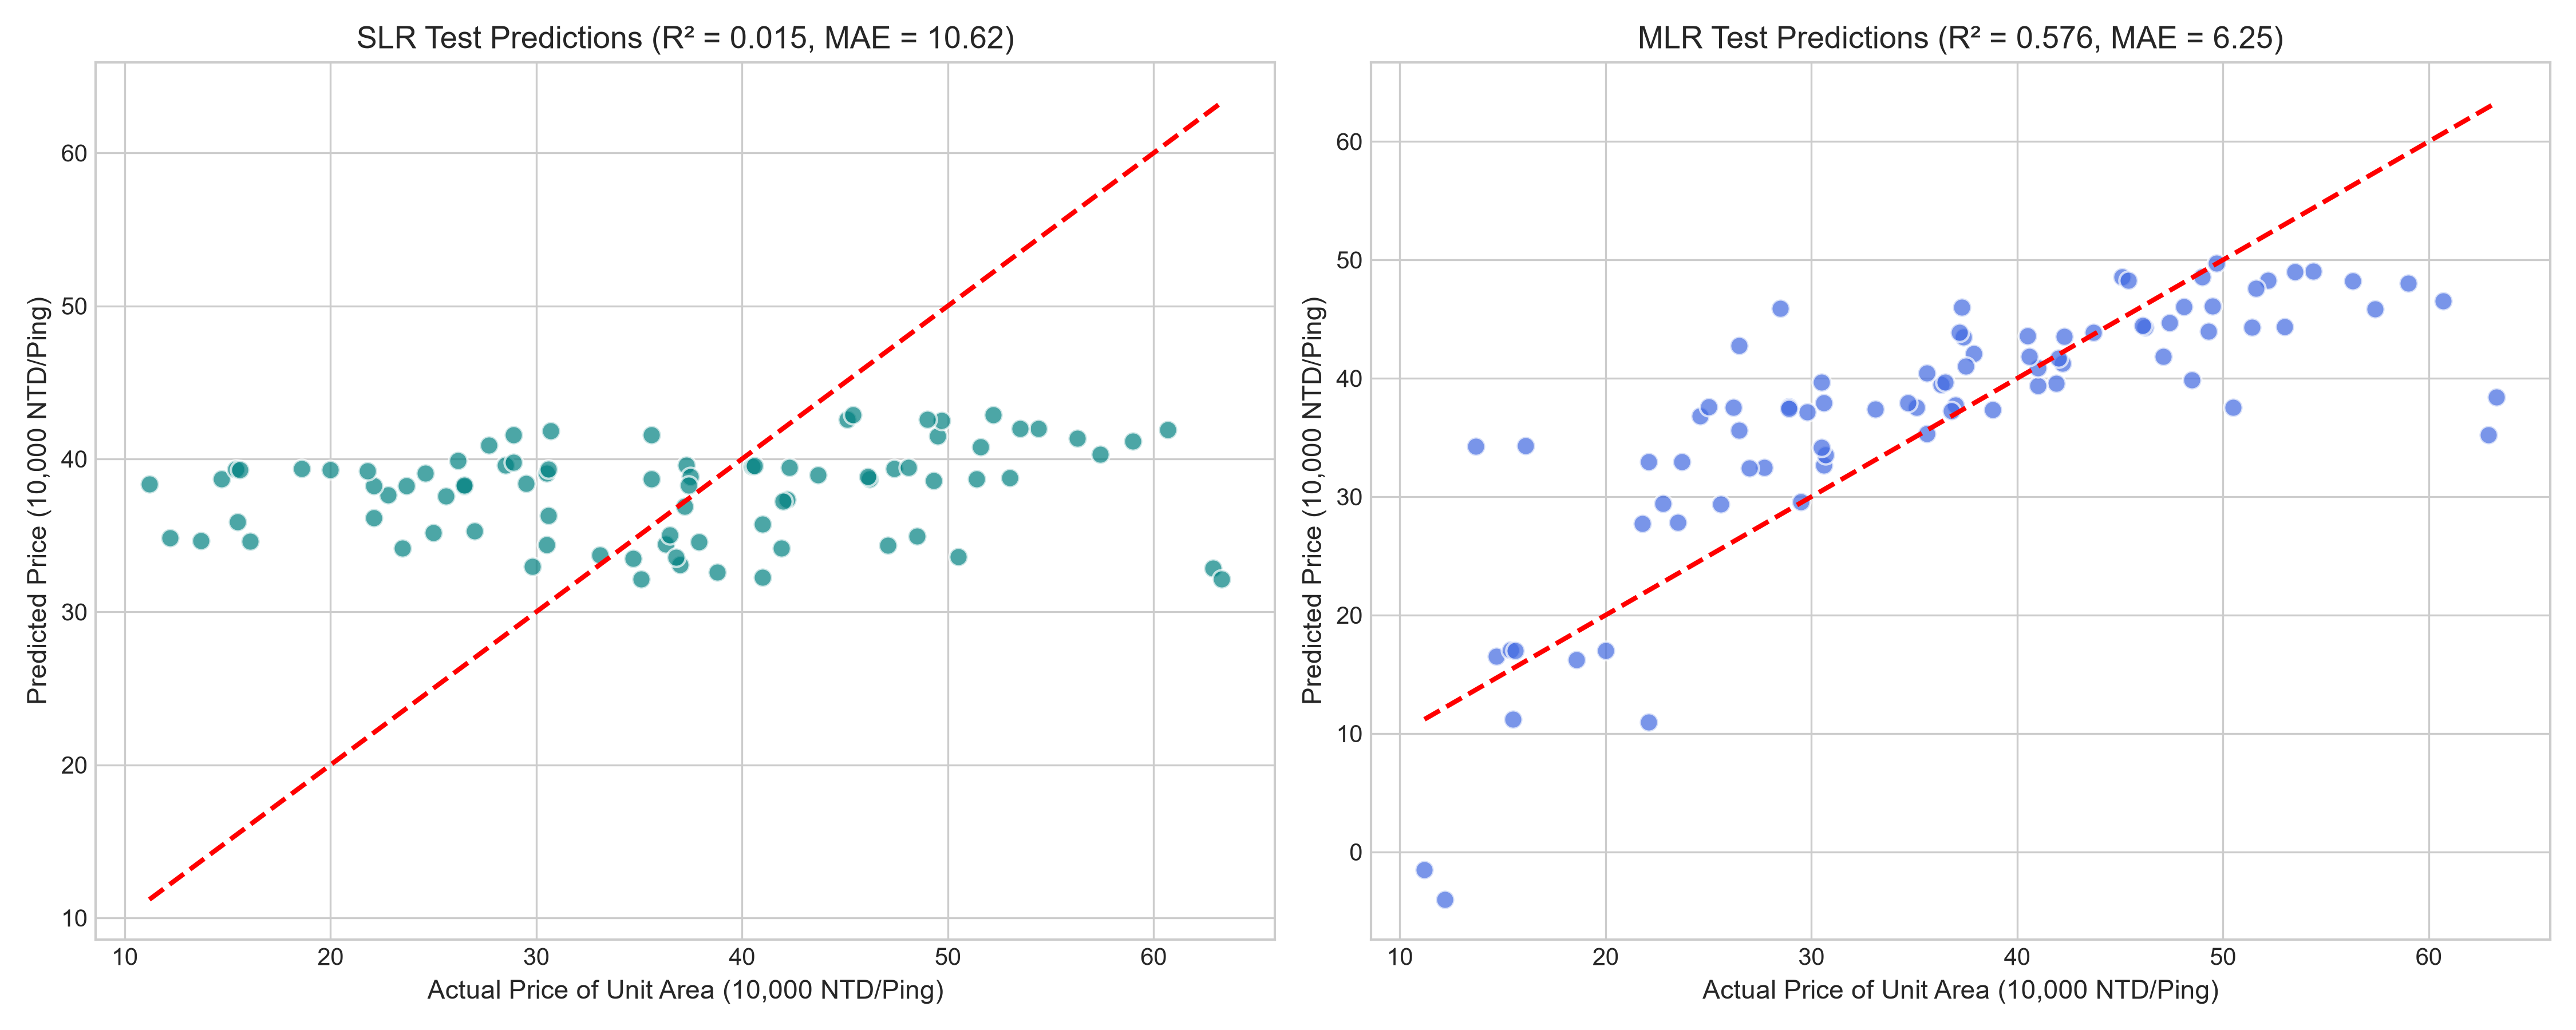 SLR Test Predictions (R² = 0.015, MAE = 10.62)
60
50
40
30
20
10
Predicted Price (10,000 NTD/Ping)
10 20 30 40 50 60
Actual Price of Unit Area (10,000 NTD/Ping)
MLR Test Predictions (R² = 0.576, MAE = 6.25)
60
50
40
30
20
10
0
Predicted Price (10,000 NTD/Ping)
10 20 30 40 50 60
Actual Price of Unit Area (10,000 NTD/Ping)